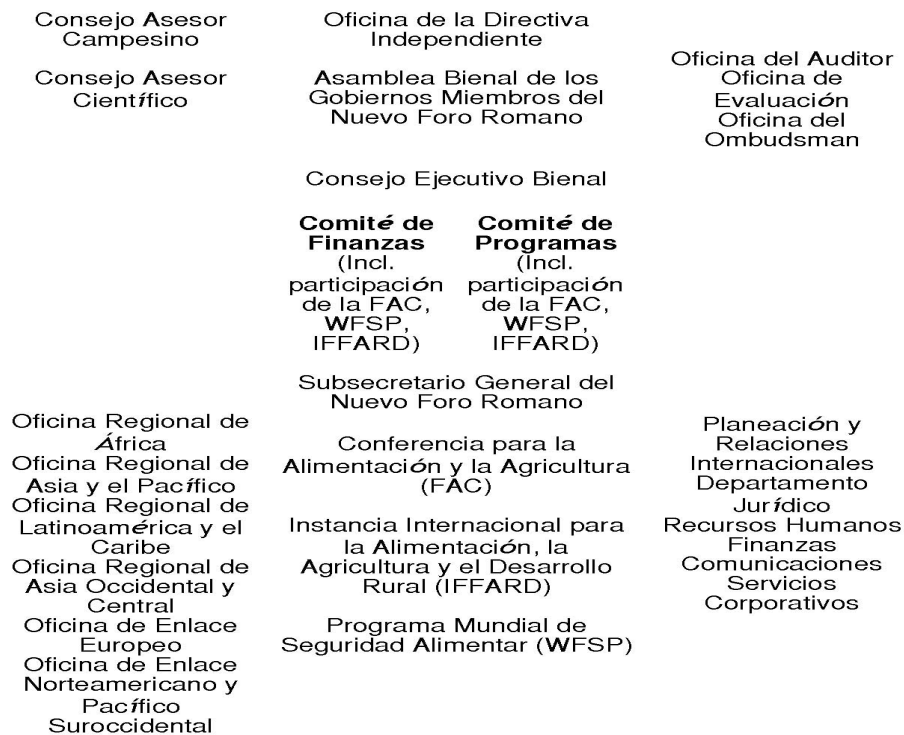 Consejo Asesor
Campesino
Consejo Asesor
Científico
Oficina de la Directiva
Independiente
Asamblea Bienal de los
Gobiernos Miembros del
Nuevo Foro Romano
Oficina del Auditor
Oficina de
Evaluación
Oficina del
Ombudsman
Consejo Ejecutivo Bienal
Comité de
Finanzas
(Incl.
participación
de la FAC,
WFSP,
IFFARD)
Comité de
Programas
(Incl.
participación
de la FAC,
WFSP,
IFFARD)
Subsecretario General del
Nuevo Foro Romano
Oficina Regional de
África
Oficina Regional de
Asia y el Pacífico
Oficina Regional de
Latinoamérica y el
Caribe
Oficina Regional de
Asia Occidental y
Central
Oficina de Enlace
Europeo
Oficina de Enlace
Norteamericano y
Pacífico
Suroccidental
Conferencia para la
Alimentación y la Agricultura
(FAC)
Instancia Internacional para
la Alimentación, la
Agricultura y el Desarrollo
Rural (IFFARD)
Programa Mundial de
Seguridad Alimentar (WFSP)
Planeación y
Relaciones
Internacionales
Departamento
Jurídico
Recursos Humanos
Finanzas
Comunicaciones
Servicios
Corporativos